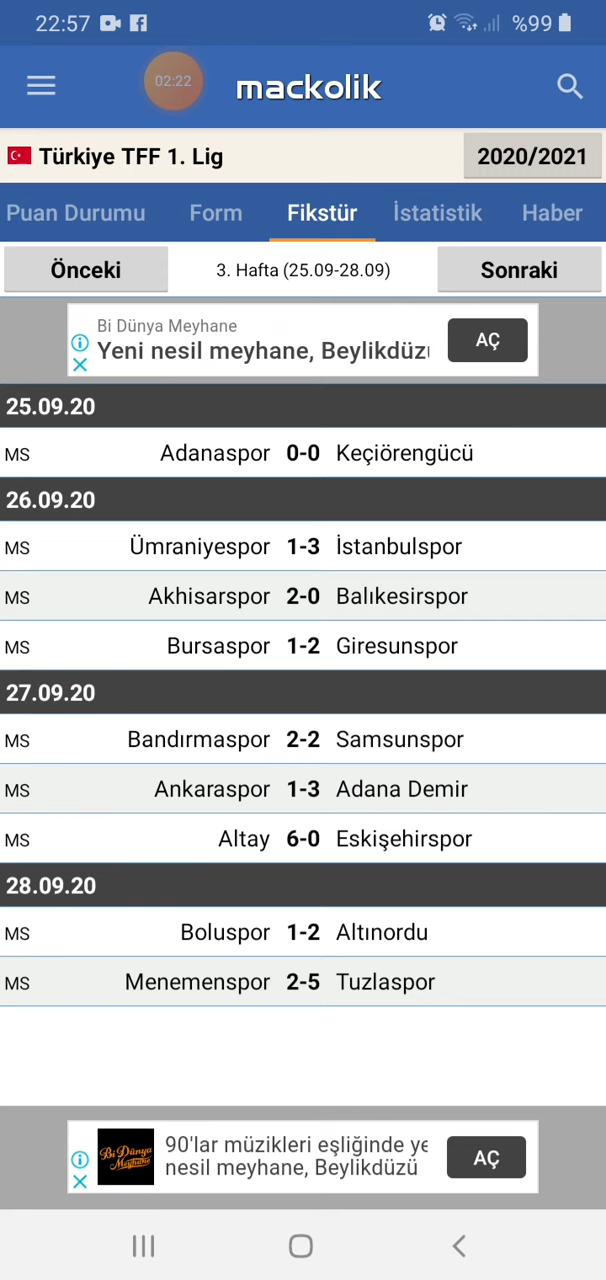 22:57 %99
02:22
mackolik
Türkiye TFF 1. Lig 2020/2021
Puan Durumu Form Fikstür İstatistik Haber
Önceki 3. Hafta (25.09-28.09) Sonraki
Bi Dünya Meyhane
Yeni nesil meyhane, Beylikdüzü
AÇ
25.09.20
MS Adanaspor 0-0 Keçiörengücü
26.09.20
MS Ümraniyespor 1-3 İstanbulspor
MS Akhisarspor 2-0 Balıkesirspor
MS Bursaspor 1-2 Giresunspor
27.09.20
MS Bandırmaspor 2-2 Samsunspor
MS Ankaraspor 1-3 Adana Demir
MS Altay 6-0 Eskişehirspor
28.09.20
MS Boluspor 1-2 Altınordu
MS Menemenspor 2-5 Tuzlaspor
Bi Dünya
Meyhane
90'lar müzikleri eşliğinde ye
nesil meyhane, Beylikdüzü
AÇ